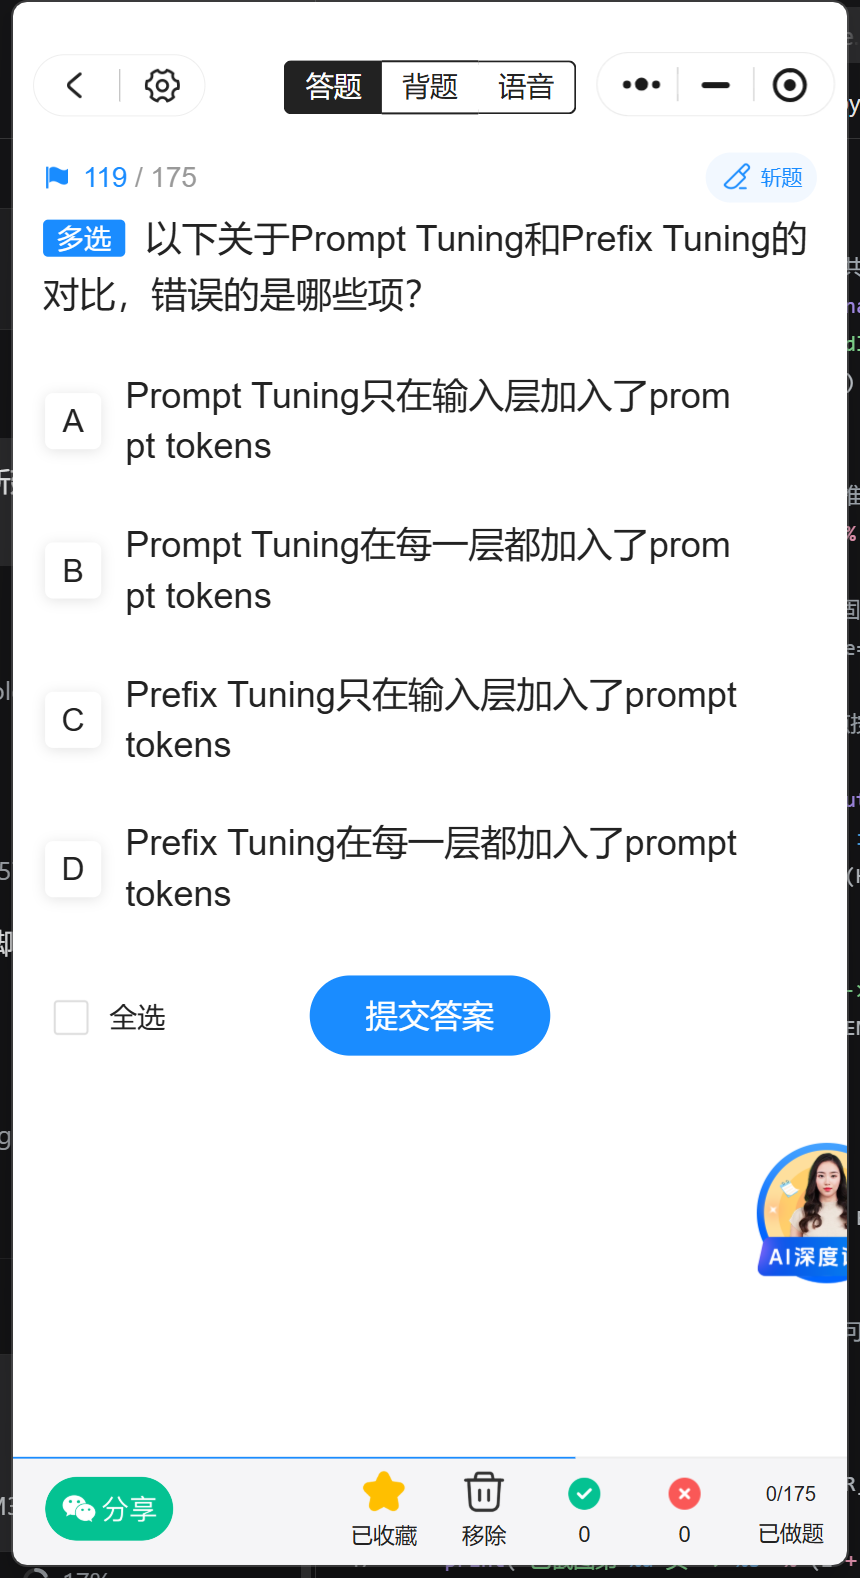 答题 背题 语音
119 / 175
斩题
多选 以下关于Prompt Tuning和Prefix Tuning的
对比，错误的是哪些项？
A
Prompt Tuning只在输入层加入了prom
pt tokens
B
Prompt Tuning在每一层都加入了prom
pt tokens
C
Prefix Tuning只在输入层加入了prompt
tokens
D
Prefix Tuning在每一层都加入了prompt
tokens
全选
提交答案
AI深度
分享
已收藏
移除
0
0
0/175
已做题